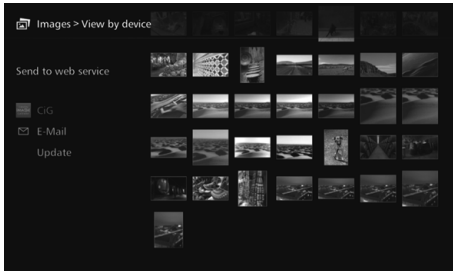 Images > View by device
Send to web service
CiG
E-Mail
Update